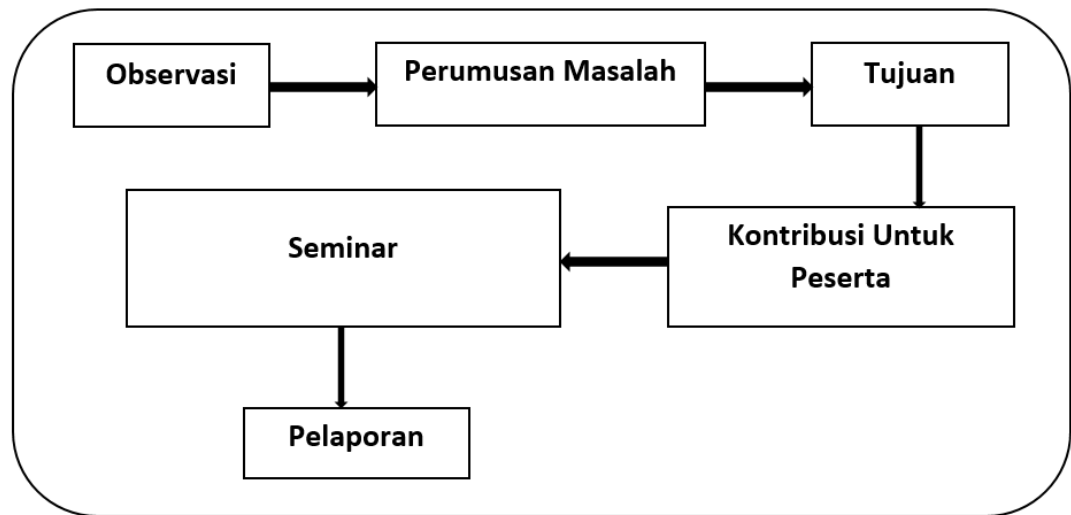 Observasi
Perumusan Masalah
Tujuan
Kontribusi Untuk
Peserta
Seminar
Pelaporan